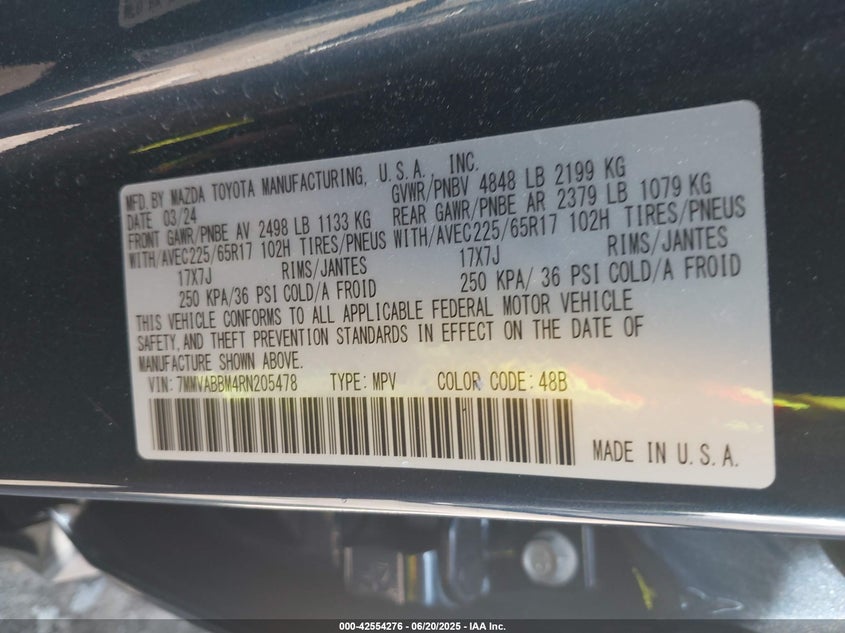 MFD.BY MAZDA TOYOTA MANUFACTURING, U.S.A. INC.
DATE 03/24 GVWR/PNBV 4848 LB 2199 KG
FRONT GAWR/PNBE AV 2498 LB 1133 KG REAR GAWR/PNBE AR 2379 LB 1079 KG
WITH/AVEC225/65R17 102H TIRES/PNEUS WITH/AVEC225/65R17 102H TIRES/PNEUS
17X7J RIMS/JANTES 17X7J RIMS/JANTES
250 KPA/36 PSI COLD/A FROID 250 KPA/ 36 PSI COLD/A FROID
THIS VEHICLE CONFORMS TO ALL APPLICABLE FEDERAL MOTOR VEHICLE
SAFETY, AND THEFT PREVENTION STANDARDS IN EFFECT ON THE DATE OF
MANUFACTURE SHOWN ABOVE.
VIN:7MMVABBM4RN205478 TYPE:MPV COLOR CODE:48B
MADE IN U.S.A.
000-42554276 - 06/20/2025 - IAA Inc.